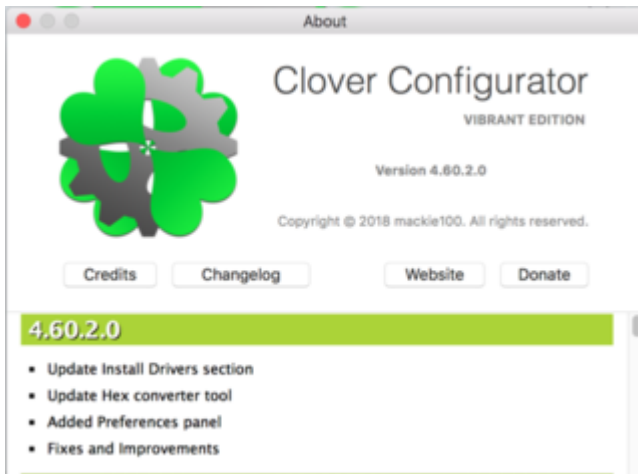 About
Clover Configurator
VIBRANT EDITION
Version 4.60.2.0
Copyright © 2018 mackie100. All rights reserved.
Credits Changelog Website Donate
4.60.2.0
▪ Update Install Drivers section
▪ Update Hex converter tool
▪ Added Preferences panel
▪ Fixes and Improvements